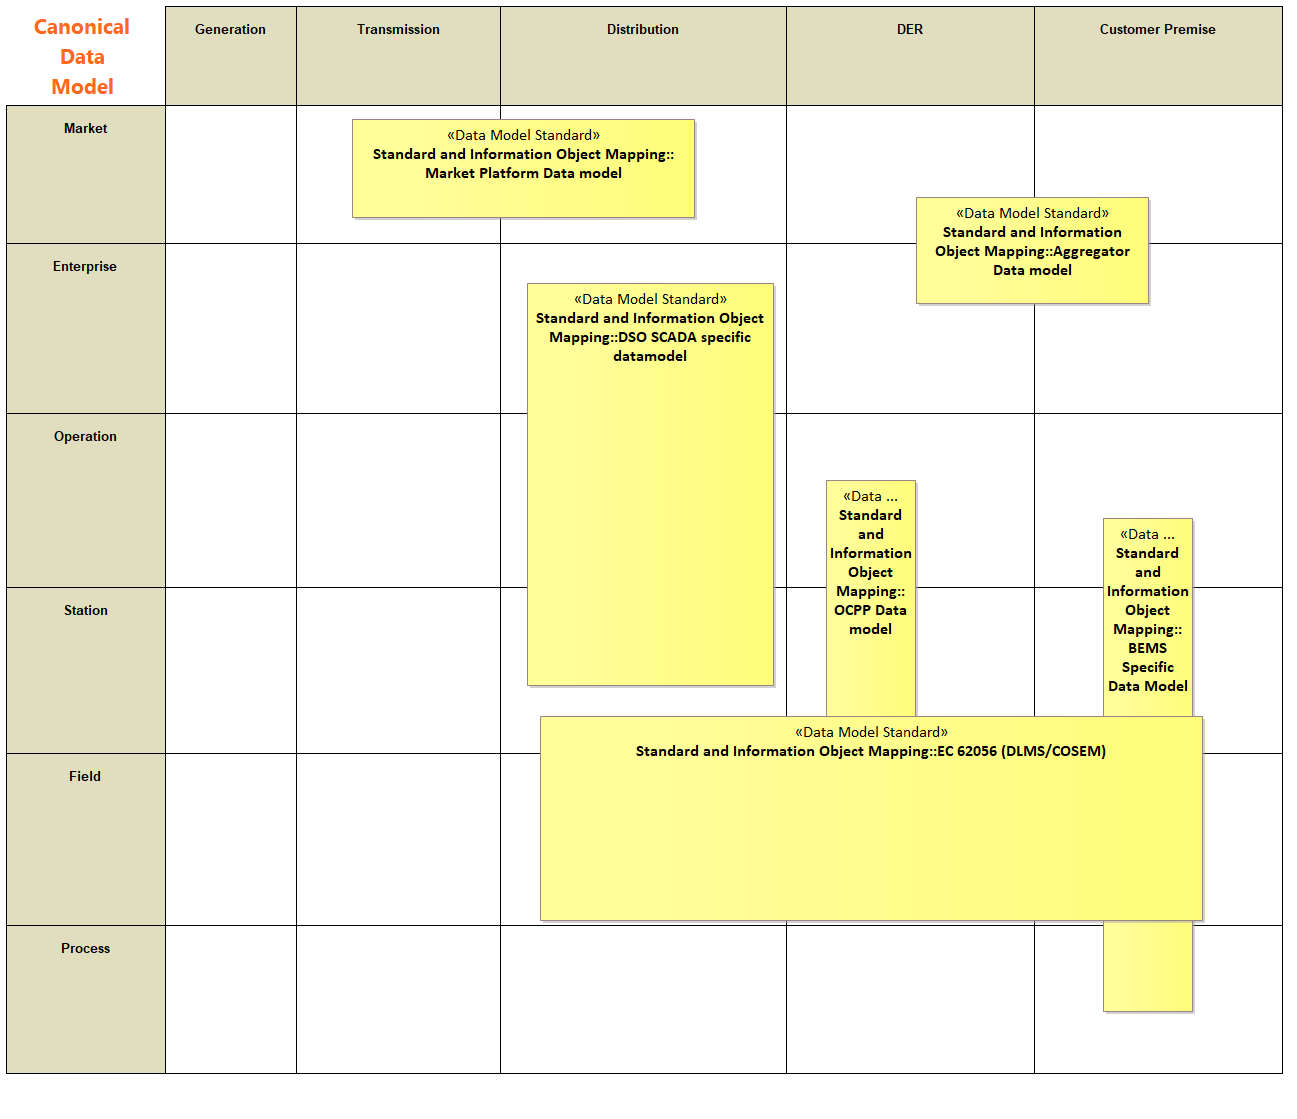 Canonical
Data
Model
Generation
Transmission
Distribution
DER
Customer Premise
Market
«Data Model Standard»
Standard and Information Object Mapping::
Market Platform Data model
«Data Model Standard»
Standard and Information
Object Mapping::Aggregator
Data model
Enterprise
«Data Model Standard»
Standard and Information Object
Mapping::DSO SCADA specific
datamodel
Operation
«Data ...
Standard
and
Information
Object
Mapping::
OCPP Data
model
«Data ...
Standard
and
Information
Object
Mapping::
BEMS
Specific
Data Model
Station
«Data Model Standard»
Standard and Information Object Mapping::EC 62056 (DLMS/COSEM)
Field
Process